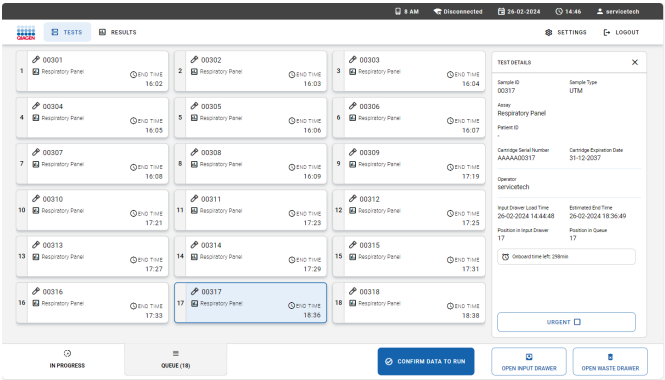 8 AM Disconnected 26-02-2024 14:46 servicetech
QIAGEN TESTS RESULTS SETTINGS LOGOUT
1 00301 Respiratory Panel END TIME 16:02
2 00302 Respiratory Panel END TIME 16:03
3 00303 Respiratory Panel END TIME 16:04
4 00304 Respiratory Panel END TIME 16:05
5 00305 Respiratory Panel END TIME 16:06
6 00306 Respiratory Panel END TIME 16:07
7 00307 Respiratory Panel END TIME 16:08
8 00308 Respiratory Panel END TIME 16:09
9 00309 Respiratory Panel END TIME 17:19
10 00310 Respiratory Panel END TIME 17:21
11 00311 Respiratory Panel END TIME 17:23
12 00312 Respiratory Panel END TIME 17:25
13 00313 Respiratory Panel END TIME 17:27
14 00314 Respiratory Panel END TIME 17:29
15 00315 Respiratory Panel END TIME 17:31
16 00316 Respiratory Panel END TIME 17:33
17 00317 Respiratory Panel END TIME 18:36
18 00318 Respiratory Panel END TIME 18:38
TEST DETAILS
Sample ID Sample Type
00317 UTM
Assay
Respiratory Panel
Patient ID
-
Cartridge Serial Number Cartridge Expiration Date
AAAAA00317 31-12-2037
Operator
servicetech
Input Drawer Load Time Estimated End Time
26-02-2024 14:44:48 26-02-2024 18:36:49
Position in Input Drawer Position in Queue
17 17
Onboard time left: 298min
URGENT
IN PROGRESS QUEUE (18) CONFIRM DATA TO RUN OPEN INPUT DRAWER OPEN WASTE DRAWER